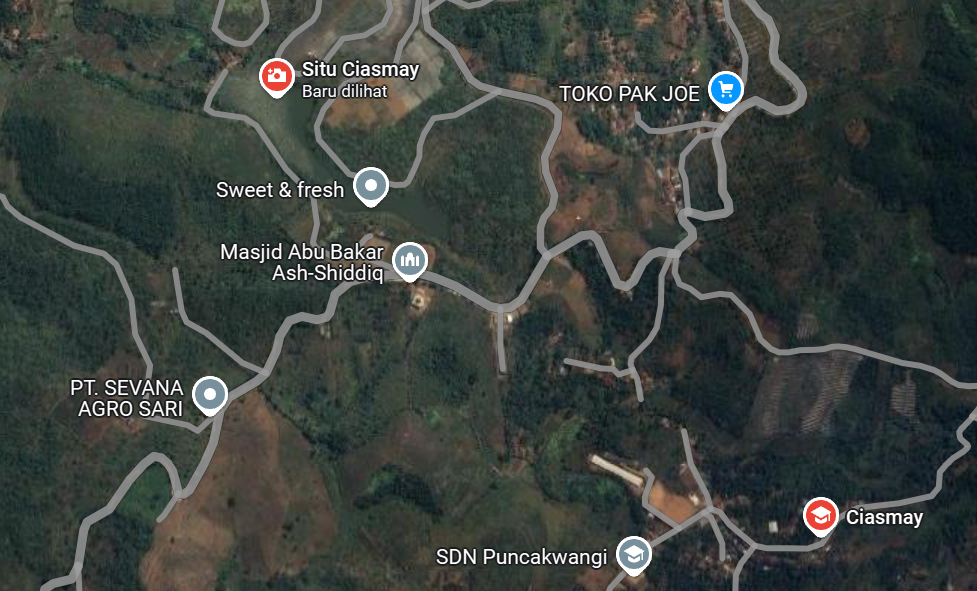 Situ Ciasmay
Baru dilihat
TOKO PAK JOE
Sweet & fresh
Masjid Abu Bakar
Ash-Shiddiq
PT. SEVANA
AGRO SARI
Ciasmay
SDN Puncakwangi